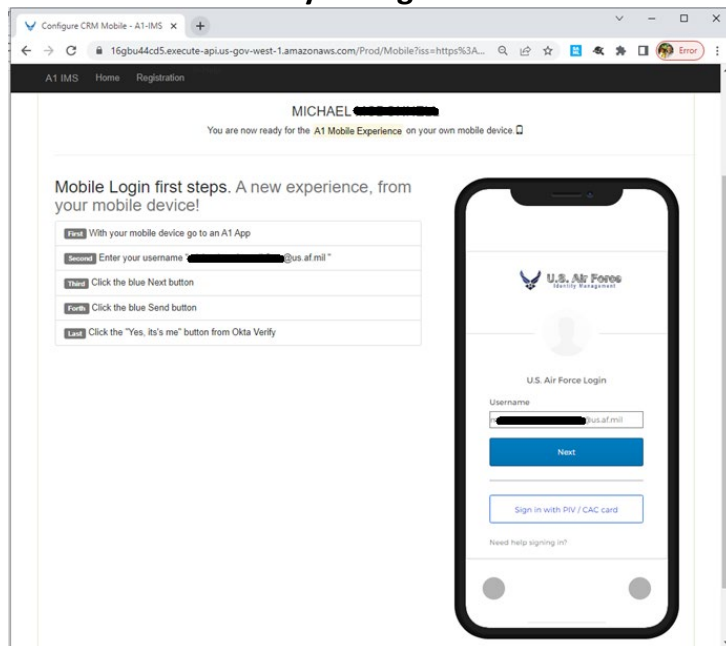 Configure CRM Mobile - A1-IMS
16gbu44cd5.execute-api.us-gov-west-1.amazonaws.com/Prod/Mobile?iss=https%3A...
Error
A1 IMS Home Registration
MICHAEL
You are now ready for the A1 Mobile Experience on your own mobile device.
Mobile Login first steps. A new experience, from
your mobile device!
First With your mobile device go to an A1 App
Second Enter your username " @us.af.mil "
Third Click the blue Next button
Forth Click the blue Send button
Last Click the "Yes, its's me" button from Okta Verify
U.S. Air Force
Identity Management
U.S. Air Force Login
Username
@us.af.mil
Next
Sign in with PIV / CAC card
Need help signing in?